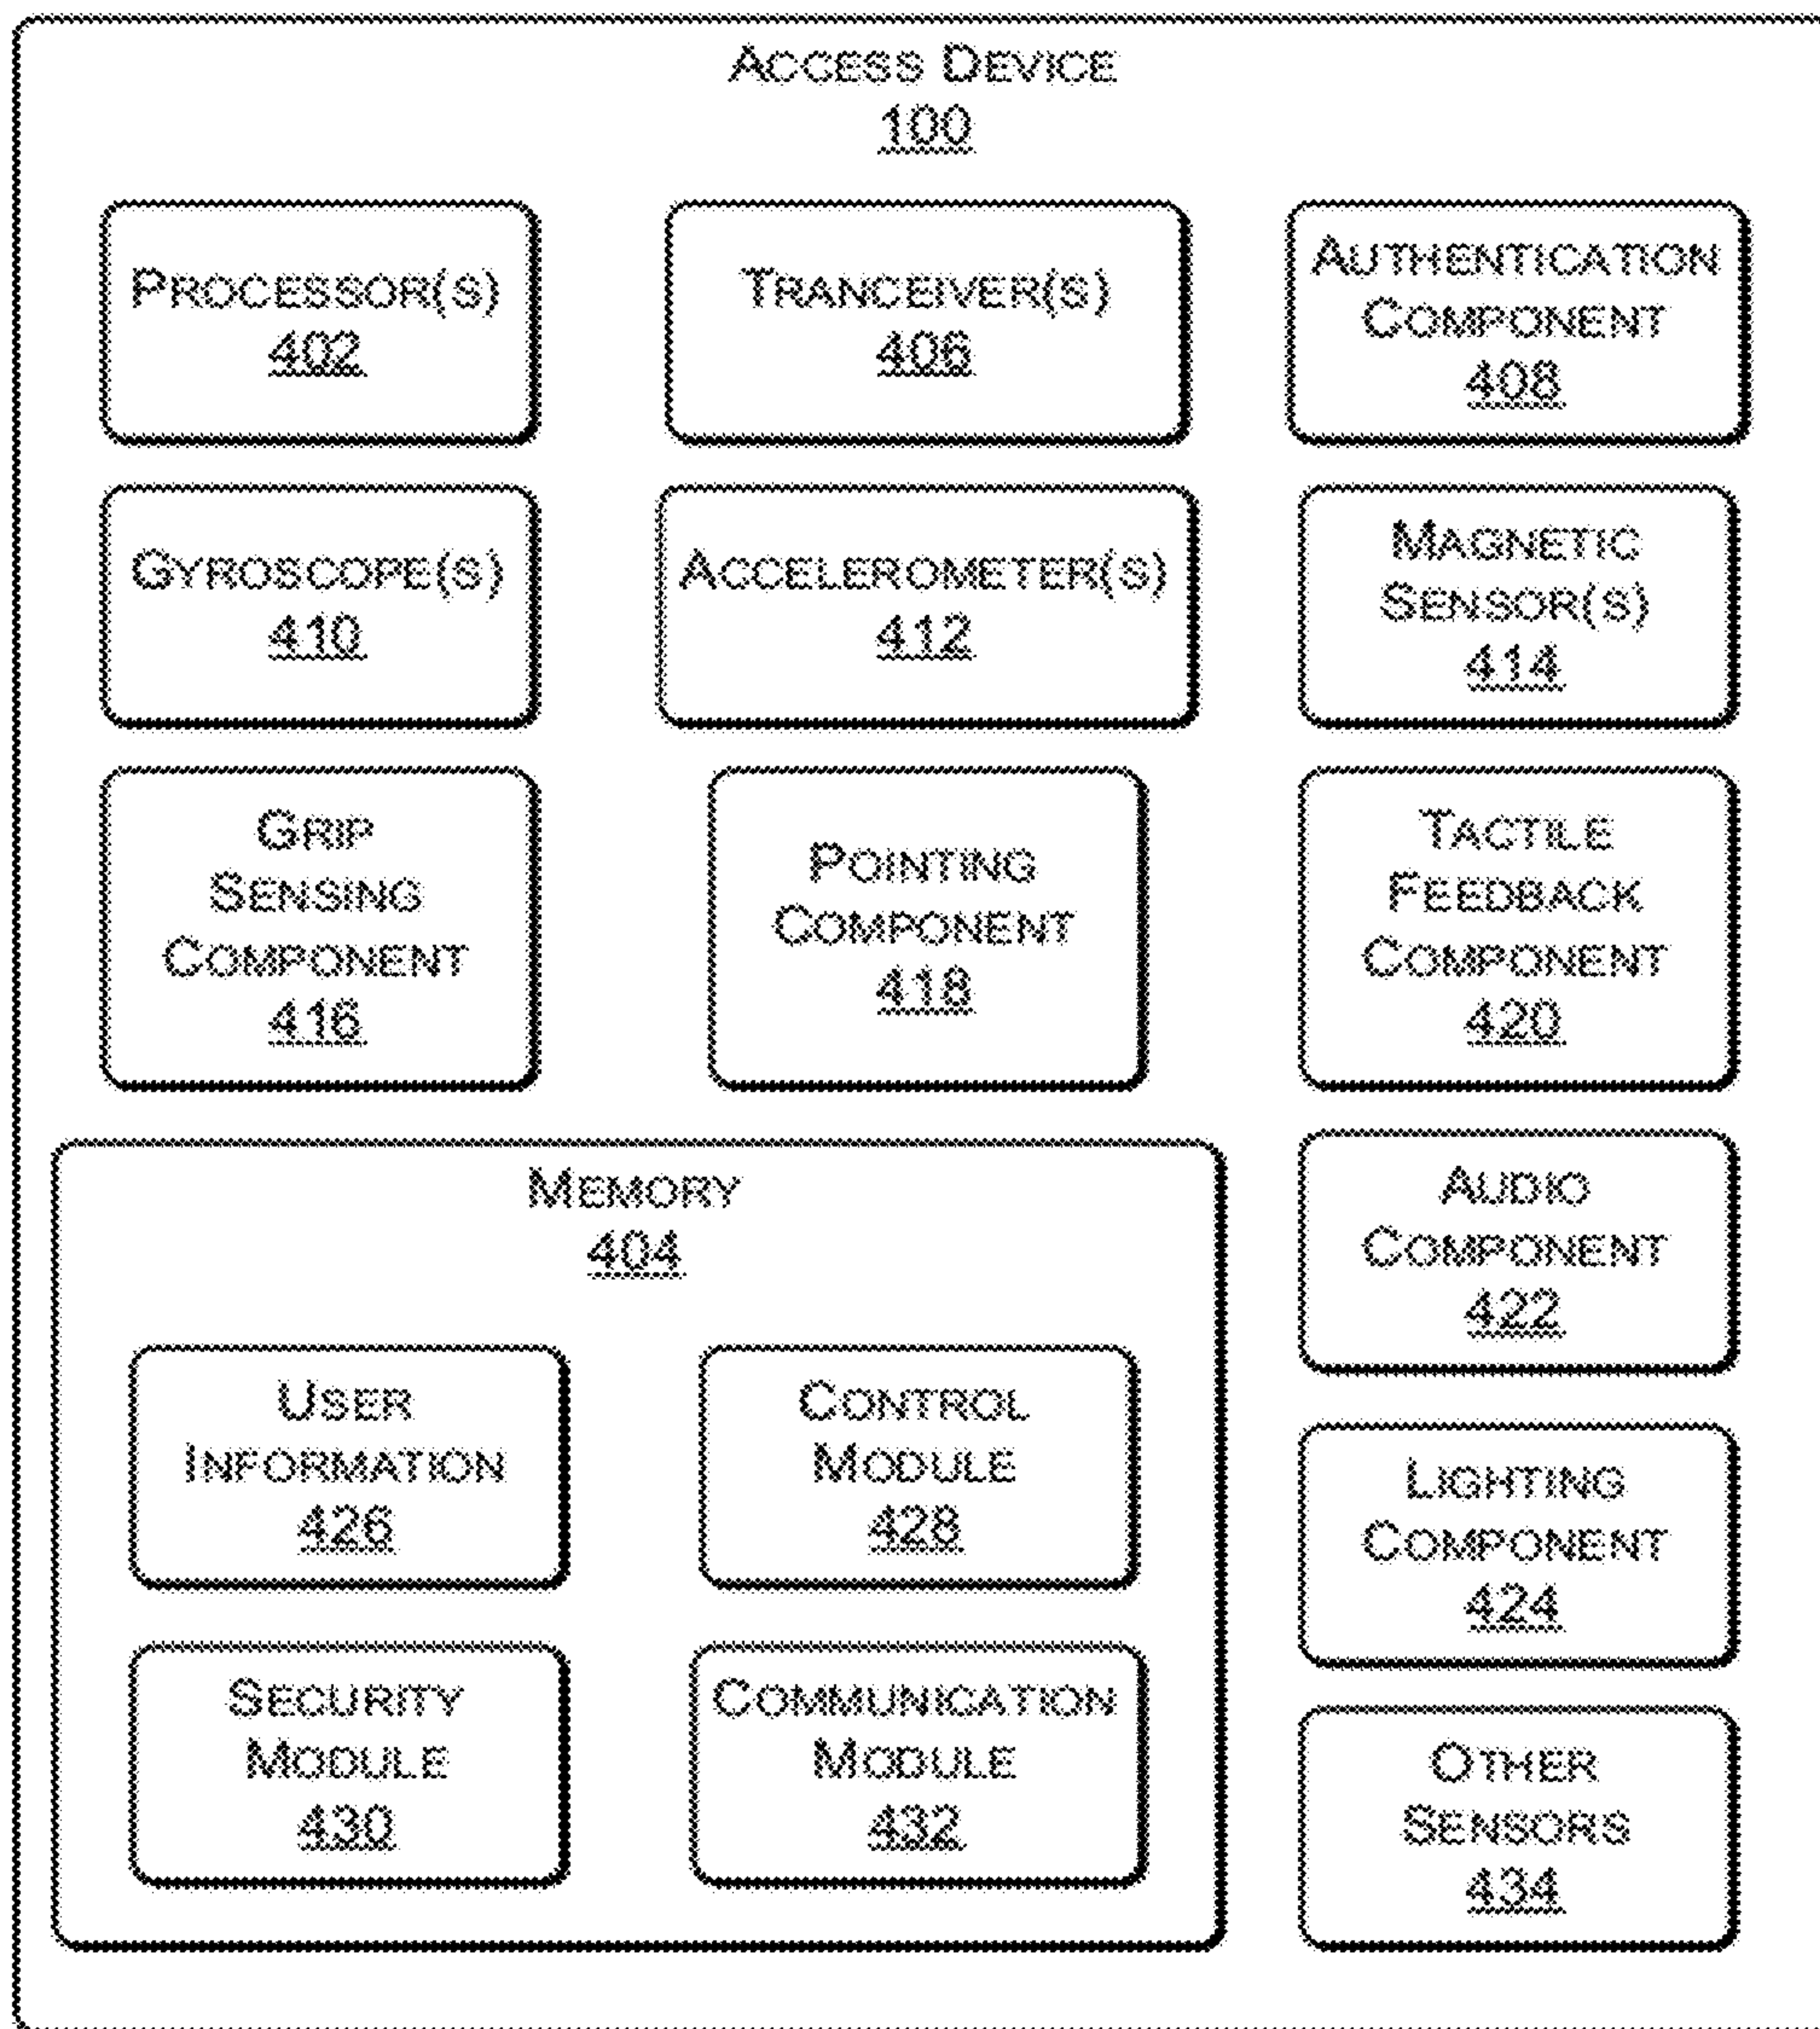 ACCESS DEVICE
100
PROCESSOR(S)
402
TRANCEIVER(S)
406
AUTHENTICATION
COMPONENT
408
GYROSCOPE(S)
410
ACCELEROMETER(S)
412
MAGNETIC
SENSOR(S)
414
GRIP
SENSING
COMPONENT
416
POINTING
COMPONENT
418
TACTILE
FEEDBACK
COMPONENT
420
MEMORY
404
USER
INFORMATION
426
CONTROL
MODULE
428
SECURITY
MODULE
430
COMMUNICATION
MODULE
432
AUDIO
COMPONENT
422
LIGHTING
COMPONENT
424
OTHER
SENSORS
434